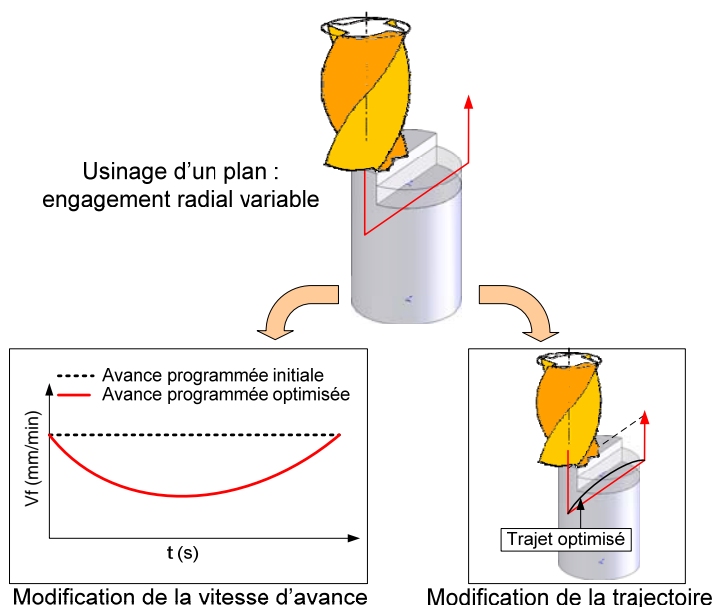 Usinage d'un plan :
engagement radial variable
Avance programmée initiale
Avance programmée optimisée
Vf (mm/min)
t (s)
Trajet optimisé
Modification de la vitesse d'avance
Modification de la trajectoire